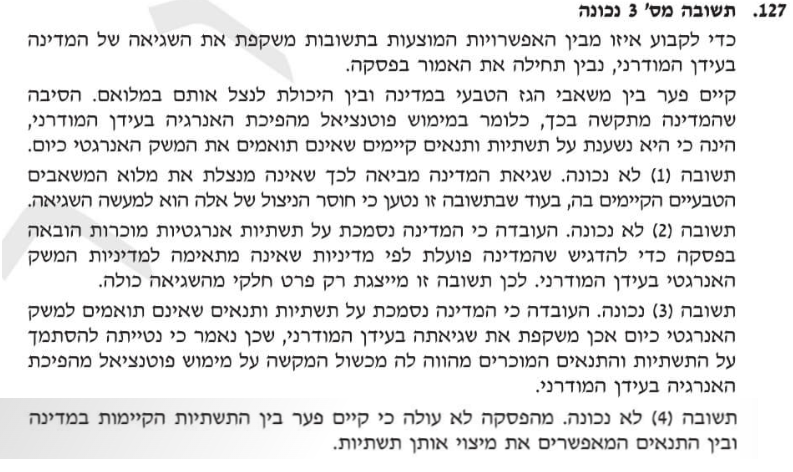 127. תשובה מס' 3 נכונה
כדי לקבוע איזו מבין האפשרויות המוצעות בתשובות משקפת את השגיאה של המדינה
בעידן המודרני, נבין תחילה את האמור בפסקה.
קיים פער בין משאבי הגז הטבעי במדינה ובין היכולת לנצל אותם במלואם. הסיבה
שהמדינה מתקשה בכך, כלומר במימוש פוטנציאל מהפיכת האנרגיה בעידן המודרני,
הינה כי היא נשענת על תשתיות ותנאים קיימים שאינם תואמים את המשק האנרגטי כיום.
תשובה (1) לא נכונה. שגיאת המדינה מביאה לכך שאינה מנצלת את מלוא המשאבים
הטבעיים הקיימים בה, בעוד שבתשובה זו נטען כי חוסר הניצול של אלה הוא למעשה השגיאה.
תשובה (2) לא נכונה. העובדה כי המדינה נסמכת על תשתיות אנרגטיות מוכרות הובאה
בפסקה כדי להדגיש שהמדינה פועלת לפי מדיניות שאינה מתאימה למדיניות המשק
האנרגטי בעידן המודרני. לכן תשובה זו מייצגת רק פרט חלקי מהשגיאה כולה.
תשובה (3) נכונה. העובדה כי המדינה נסמכת על תשתיות ותנאים שאינם תואמים למשק
האנרגטי כיום אכן משקפת את שגיאתה בעידן המודרני, שכן נאמר כי נטייתה להסתמך
על התשתיות והתנאים המוכרים מהווה לה מכשול המקשה על מימוש פוטנציאל מהפיכת
האנרגיה בעידן המודרני.
תשובה (4) לא נכונה. מהפסקה לא עולה כי קיים פער בין התשתיות הקיימות במדינה
ובין התנאים המאפשרים את מיצוי אותן תשתיות.